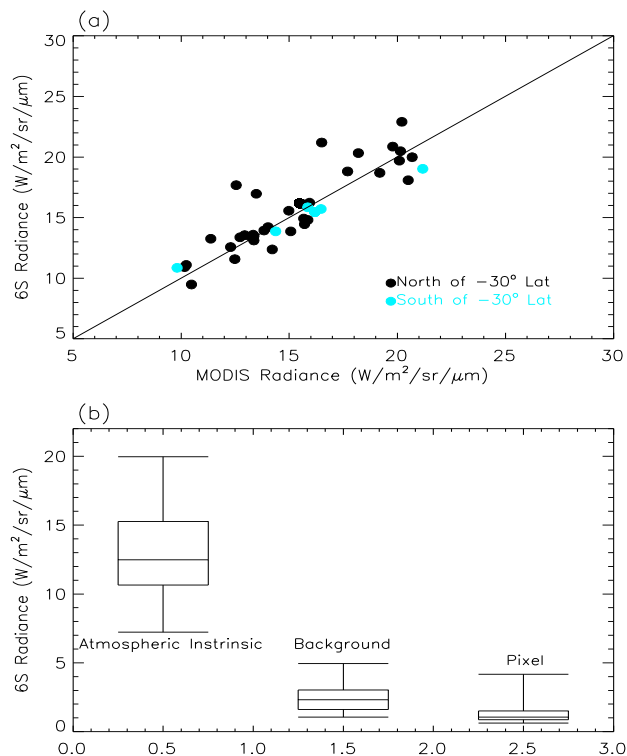 (a)
30
25
20
15
10
5
6S Radiance (W/m²/sr/μm)
North of −30° Lat
South of −30° Lat
5 10 15 20 25 30
MODIS Radiance (W/m²/sr/μm)
(b)
20
15
10
5
0
6S Radiance (W/m²/sr/μm)
Atmospheric Instrinsic
Background
Pixel
0.0 0.5 1.0 1.5 2.0 2.5 3.0